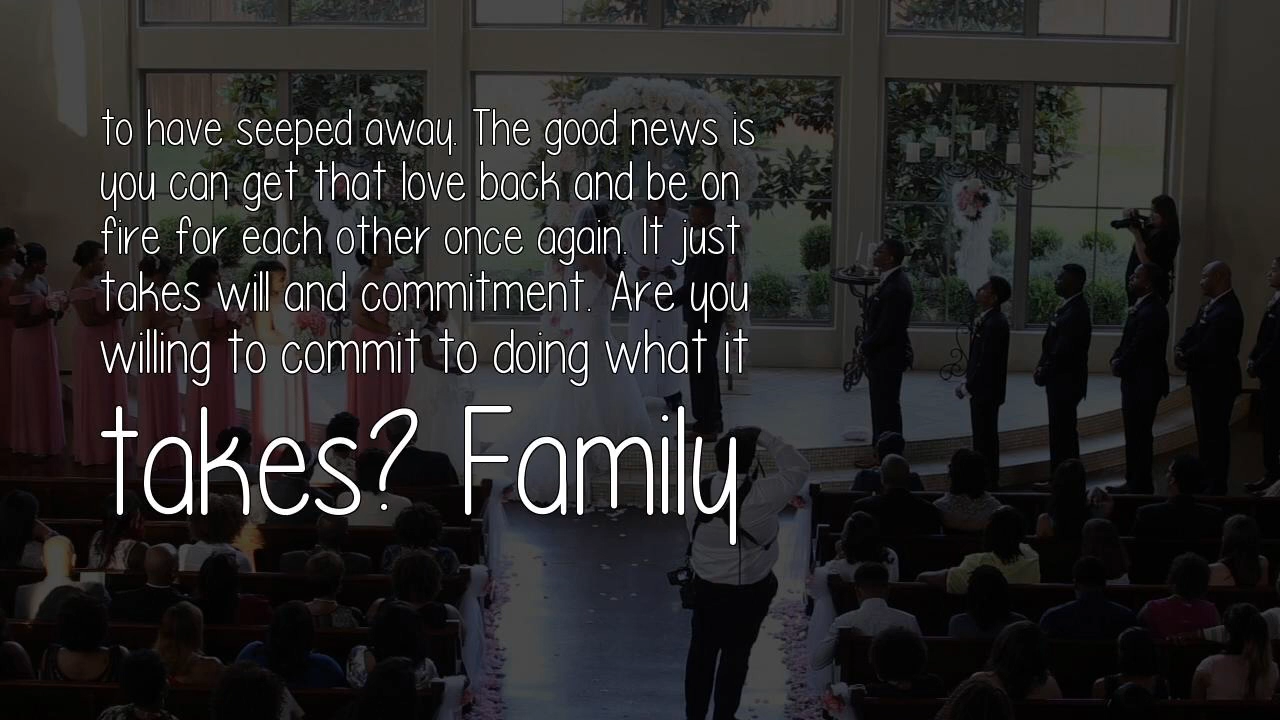 to have seeped away. The good news is
you can get that love back and be on
fire for each other once again. It just
takes will and commitment. Are you
willing to commit to doing what it
takes? Family